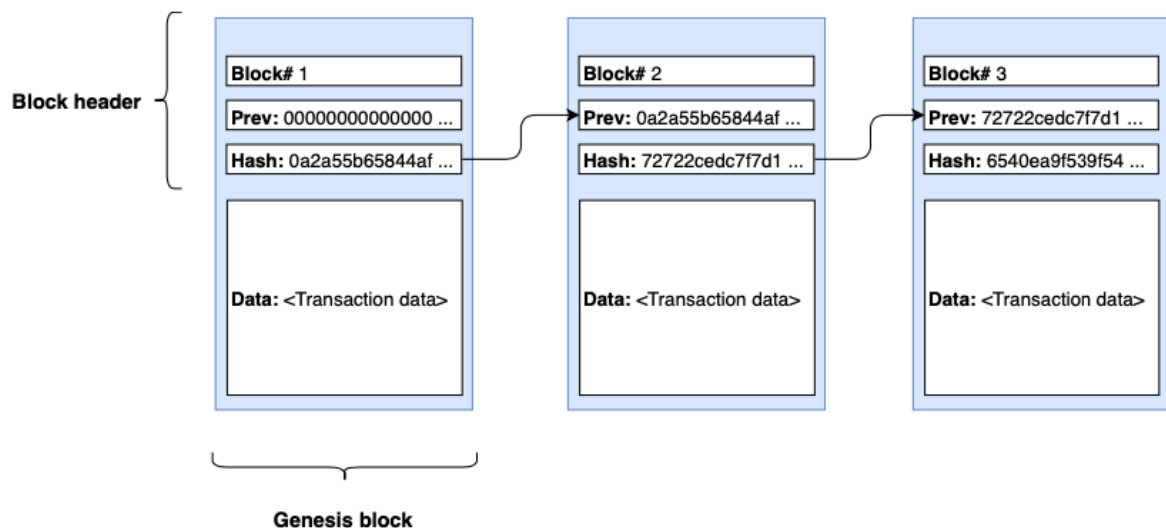 Block header
Block# 1
Prev: 00000000000000 ...
Hash: 0a2a55b65844af ...
Data: <Transaction data>
Genesis block
Block# 2
Prev: 0a2a55b65844af ...
Hash: 72722cedc7f7d1 ...
Data: <Transaction data>
Block# 3
Prev: 72722cedc7f7d1 ...
Hash: 6540ea9f539f54 ...
Data: <Transaction data>